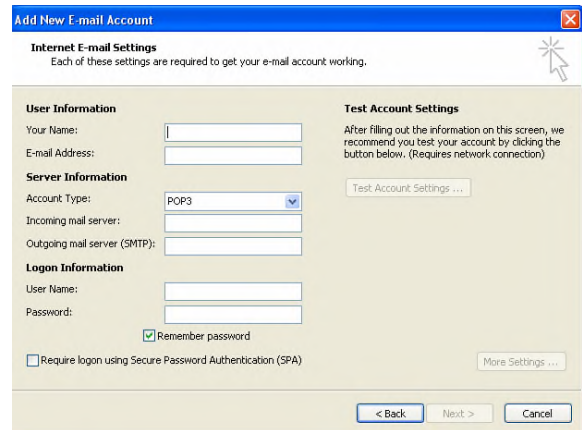 Add New E-mail Account
Internet E-mail Settings
Each of these settings are required to get your e-mail account working.
User Information
Your Name:
E-mail Address:
Server Information
Account Type: POP3
Incoming mail server:
Outgoing mail server (SMTP):
Logon Information
User Name:
Password:
Remember password
Require logon using Secure Password Authentication (SPA)
Test Account Settings
After filling out the information on this screen, we
recommend you test your account by clicking the
button below. (Requires network connection)
Test Account Settings ...
More Settings ...
< Back Next > Cancel